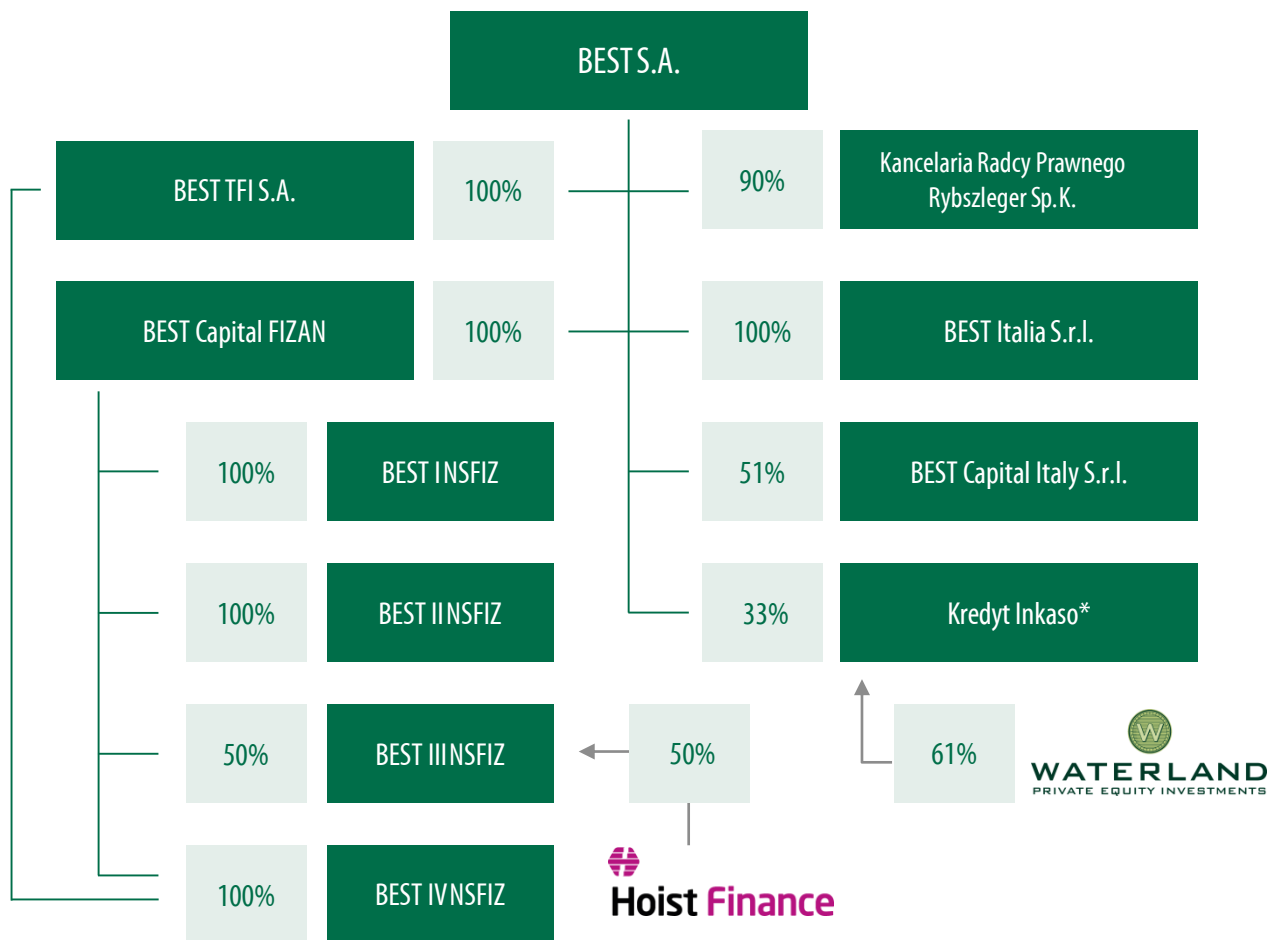 BEST S.A.
BEST TFI S.A.
100%
90%
Kancelaria Radcy Prawnego
Rybszleger Sp. K.
BEST Capital FIZAN
100%
100%
BEST Italia S.r.l.
100%
BEST I NSFIZ
51%
BEST Capital Italy S.r.l.
100%
BEST II NSFIZ
33%
Kredyt Inkaso*
50%
BEST III NSFIZ
50%
61%
W
WATERLAND
PRIVATE EQUITY INVESTMENTS
100%
BEST IV NSFIZ
Hoist Finance